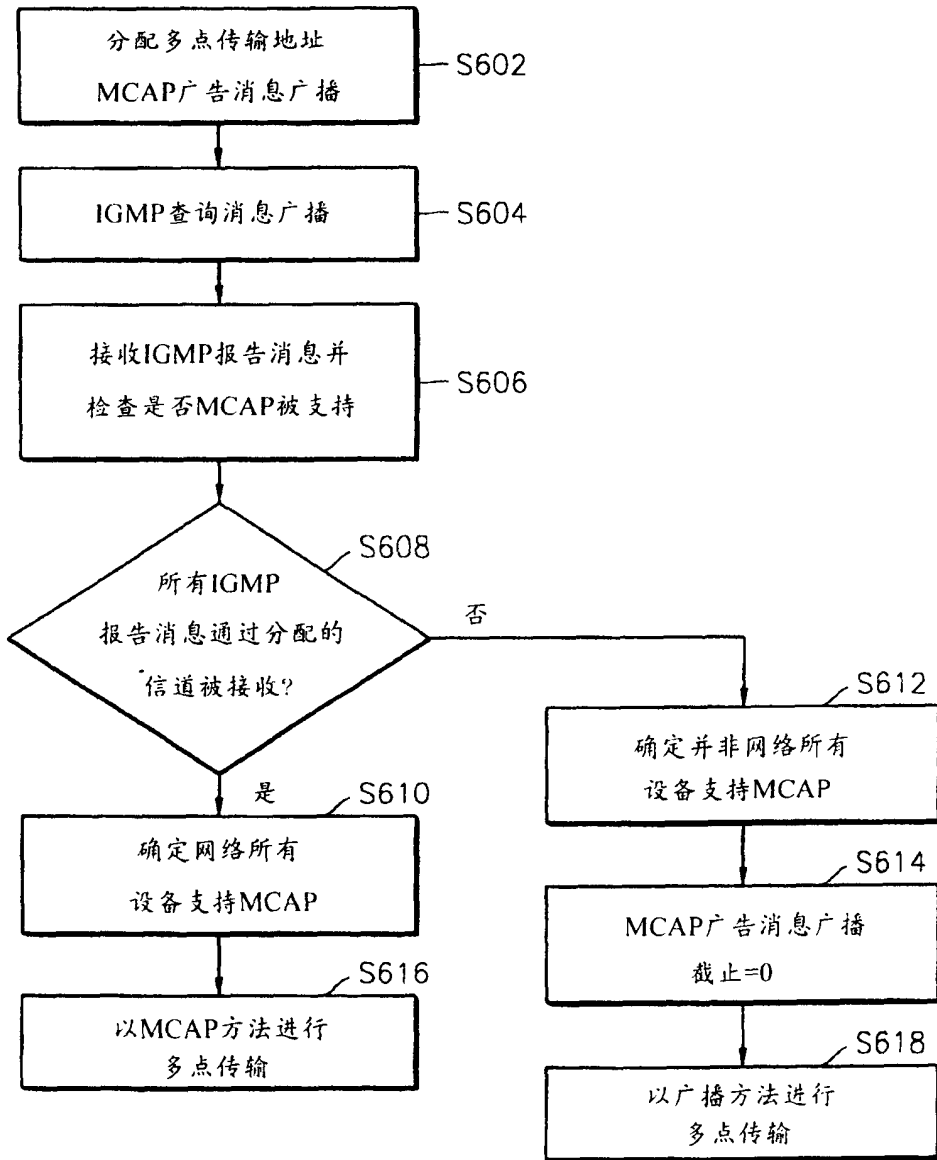 分配多点传输地址
MCAP广告消息广播
S602
IGMP查询消息广播
S604
接收IGMP报告消息并
检查是否MCAP被支持
S606
S608
所有IGMP
报告消息通过分配的
信道被接收?
否
是
S610
确定网络所有
设备支持MCAP
S616
以MCAP方法进行
多点传输
S612
确定并非网络所有
设备支持MCAP
S614
MCAP广告消息广播
截止=0
S618
以广播方法进行
多点传输